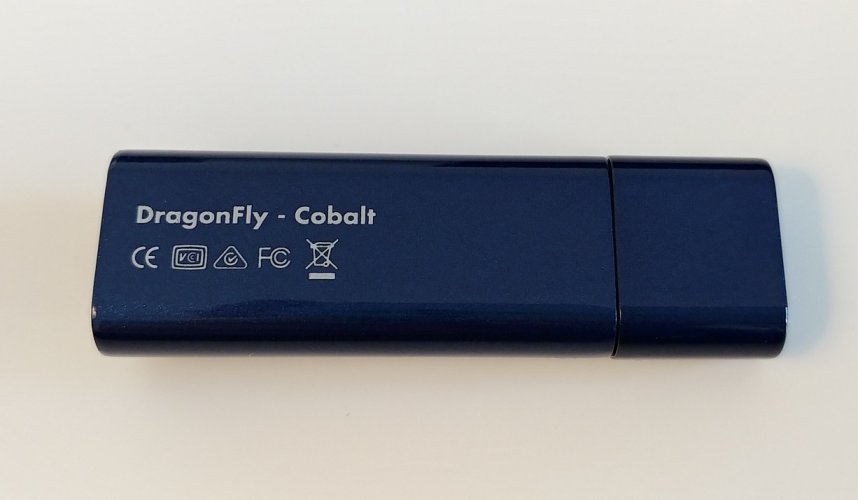 DragonFly - Cobalt
CE VCI FC